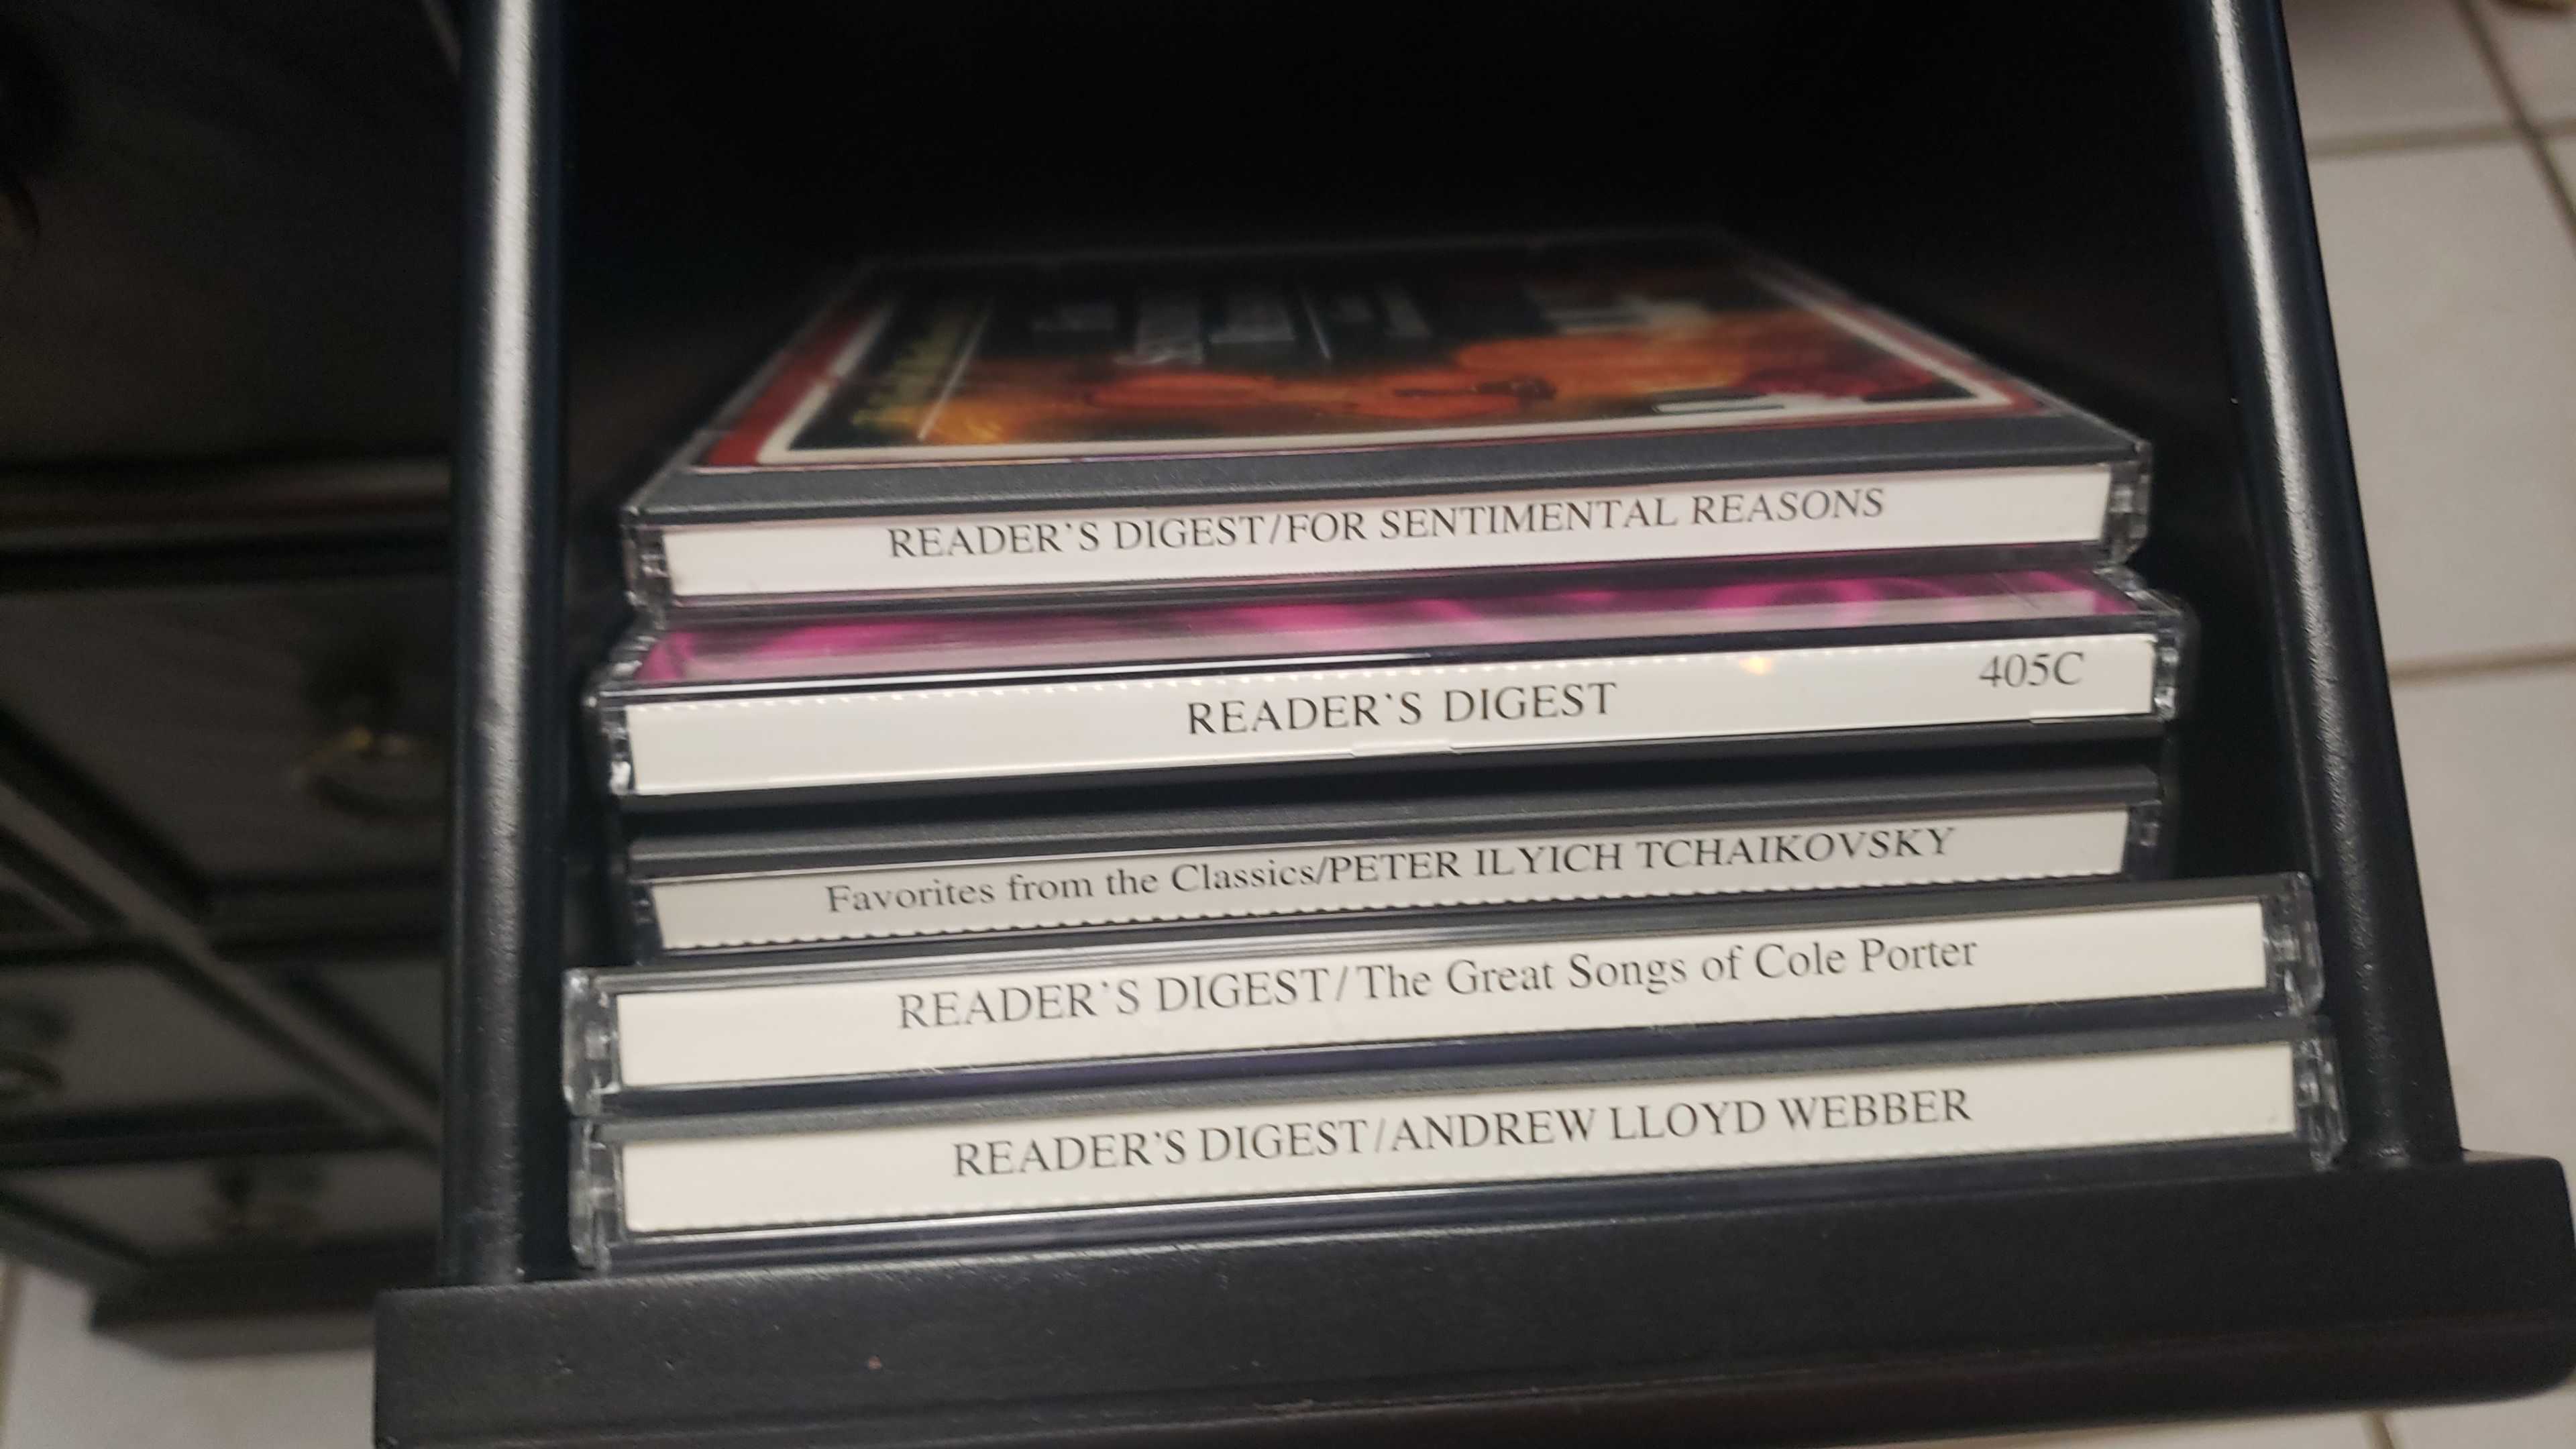 READER'S DIGEST/FOR SENTIMENTAL REASONS
READER'S DIGEST 405C
Favorites from the Classics/PETER ILYICH TCHAIKOVSKY
READER'S DIGEST/The Great Songs of Cole Porter
READER'S DIGEST/ANDREW LLOYD WEBBER